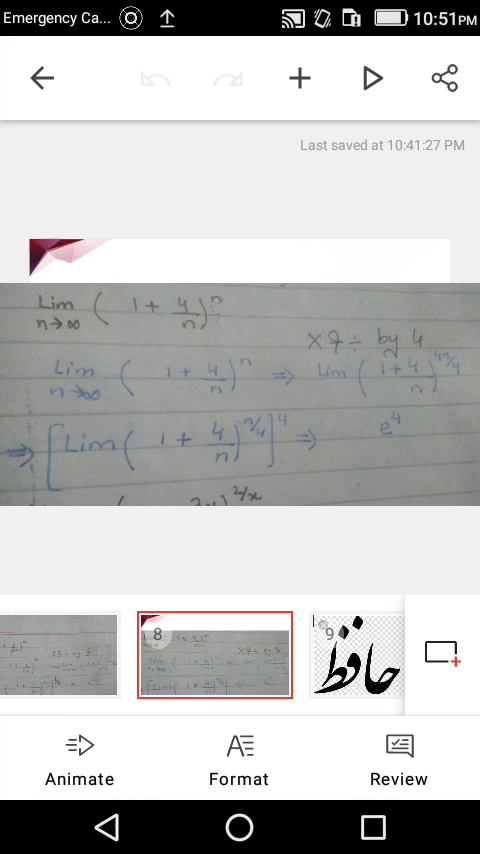 Emergency Ca... 10:51PM
Last saved at 10:41:27 PM
Lim n→∞ ( 1 + 4/n )^n
× & ÷ by 4
Lim n→∞ ( 1 + 4/n )^n ⇒ Lim ( 1 + 4/n )^4n/4
⇒ [ Lim ( 1 + 4/n )^n/4 ]^4 ⇒ e^4
)^2/x
8
9
حافظ
Animate Format Review